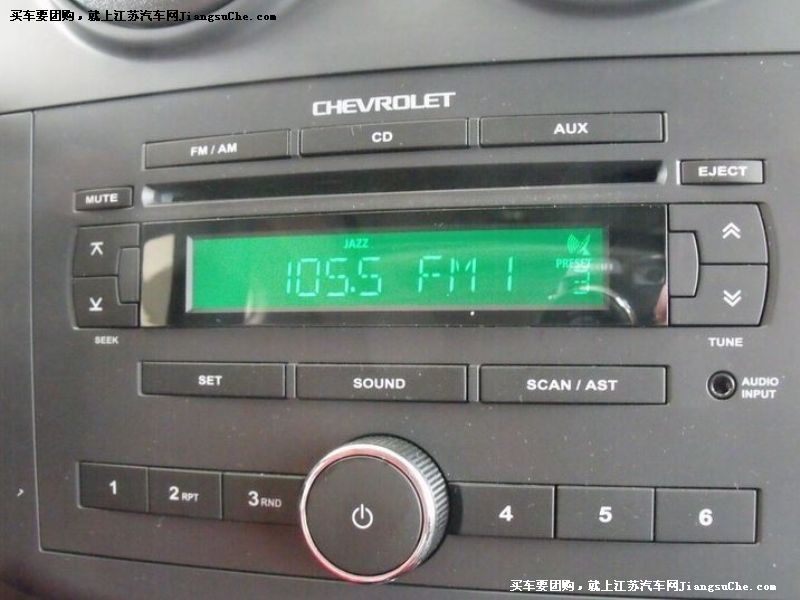 买车要团购，就上江苏汽车网JiangsuChe.com
CHEVROLET
FM / AM
CD
AUX
MUTE
EJECT
JAZZ
105.5 FM1
PRESET
3
SEEK
TUNE
SET
SOUND
SCAN / AST
AUDIO
INPUT
1
2 RPT
3 RND
4
5
6
买车要团购，就上江苏汽车网JiangsuChe.com